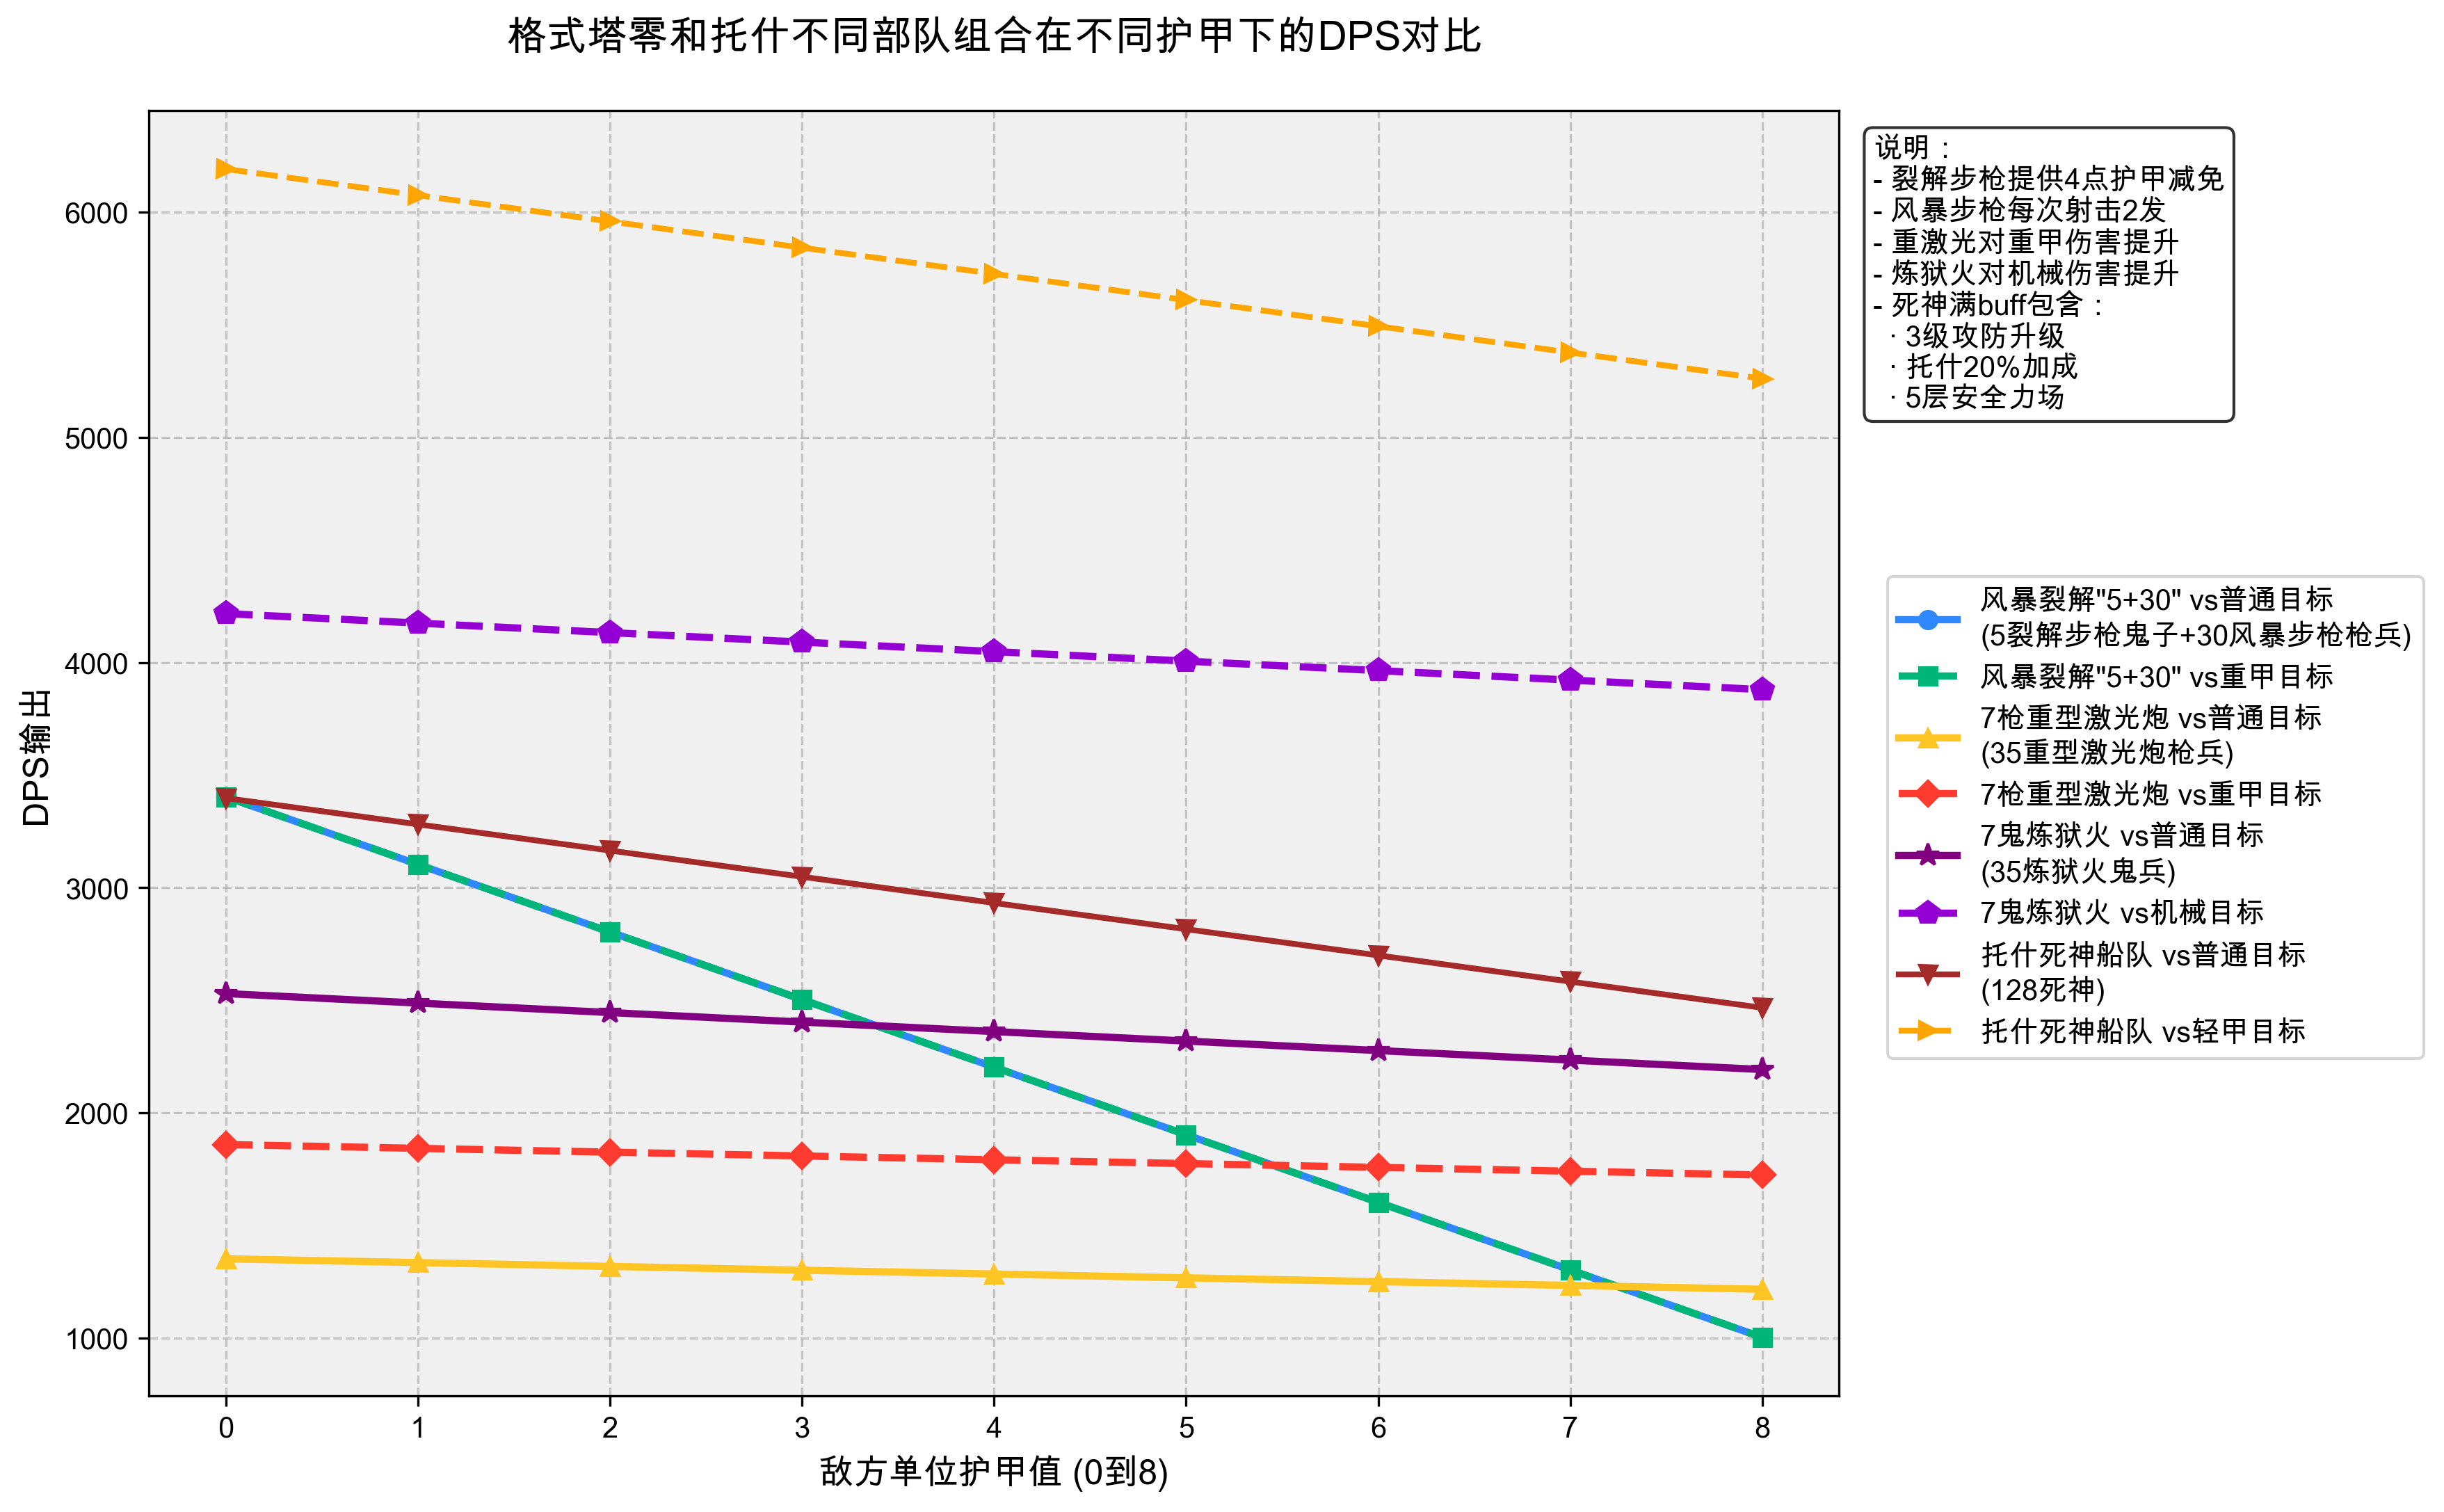 格式塔零和托什不同部队组合在不同护甲下的DPS对比
DPS输出
6000
5000
4000
3000
2000
1000
0
1
2
3
4
5
6
7
8
敌方单位护甲值 (0到8)
说明：
- 裂解步枪提供4点护甲减免
- 风暴步枪每次射击2发
- 重激光对重甲伤害提升
- 炼狱火对机械伤害提升
- 死神满buff包含：
· 3级攻防升级
· 托什20%加成
· 5层安全力场
风暴裂解"5+30" vs普通目标
(5裂解步枪鬼子+30风暴步枪枪兵)
风暴裂解"5+30" vs重甲目标
7枪重型激光炮 vs普通目标
(35重型激光炮枪兵)
7枪重型激光炮 vs重甲目标
7鬼炼狱火 vs普通目标
(35炼狱火鬼兵)
7鬼炼狱火 vs机械目标
托什死神船队 vs普通目标
(128死神)
托什死神船队 vs轻甲目标